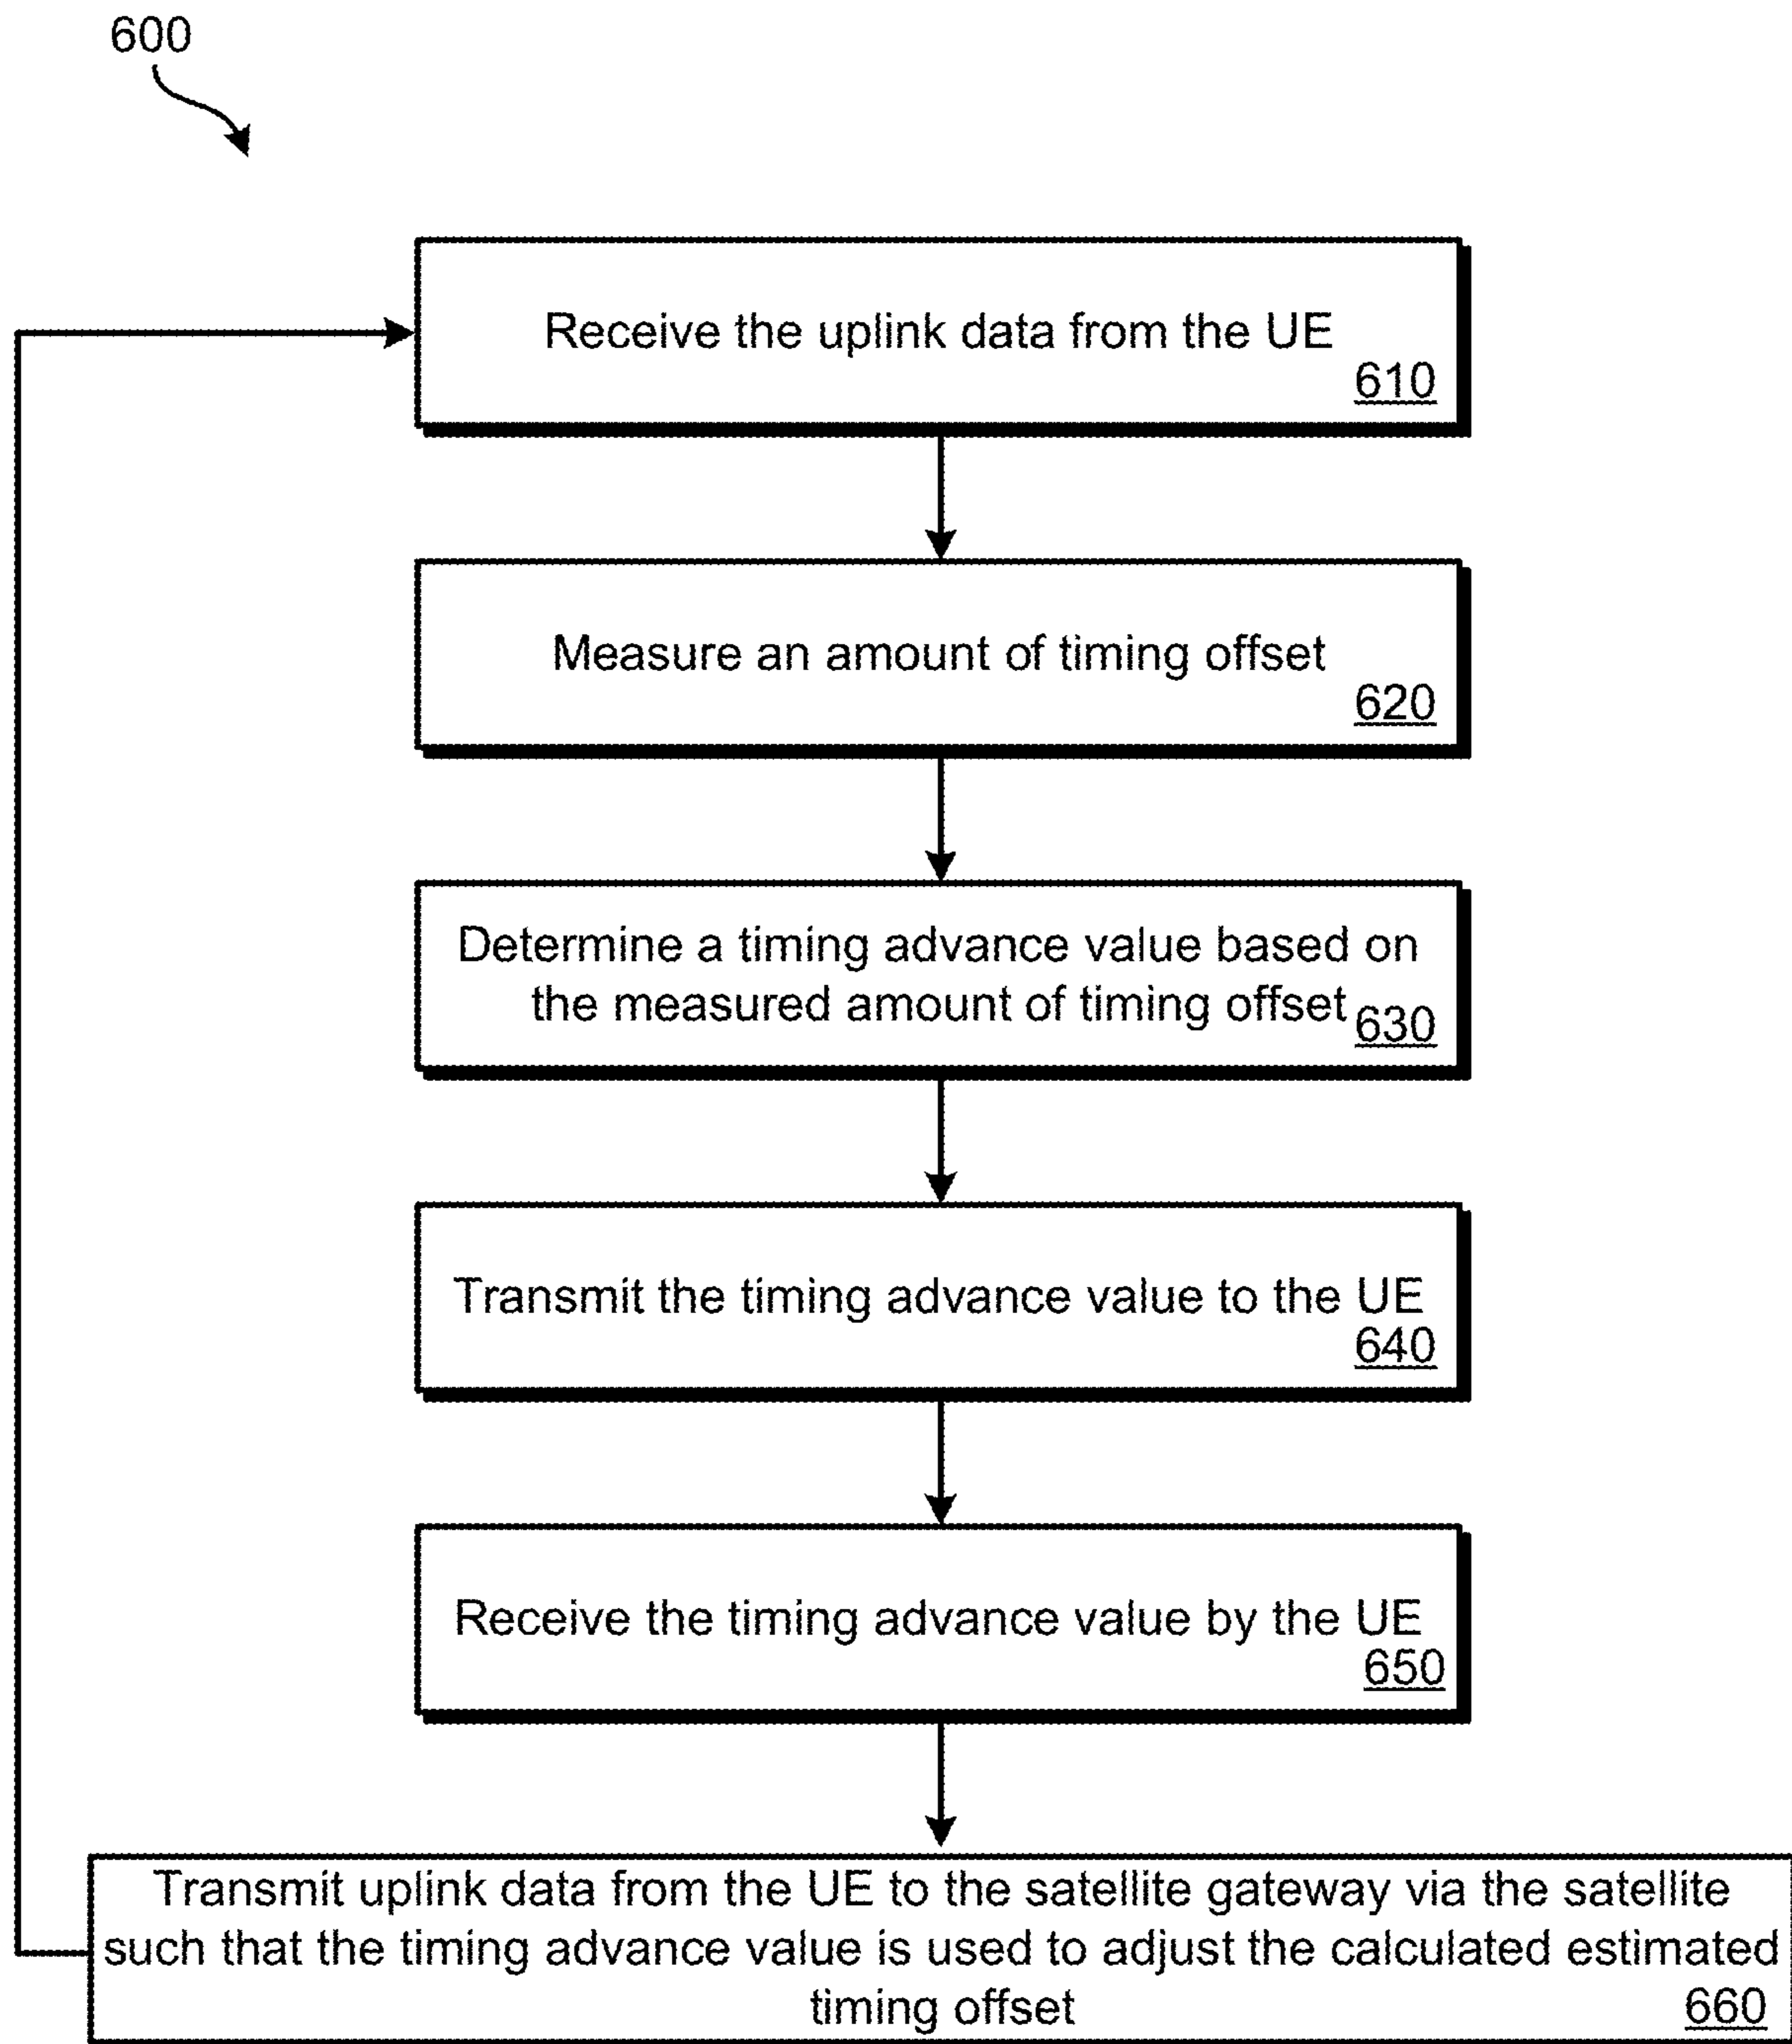 600
Receive the uplink data from the UE
610
Measure an amount of timing offset
620
Determine a timing advance value based on
the measured amount of timing offset
630
Transmit the timing advance value to the UE
640
Receive the timing advance value by the UE
650
Transmit uplink data from the UE to the satellite gateway via the satellite
such that the timing advance value is used to adjust the calculated estimated
timing offset
660